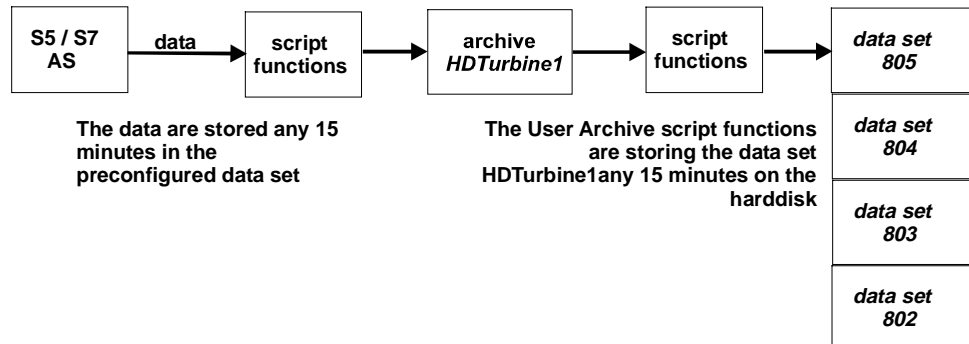 S5 / S7
AS
data
script
functions
archive
HDTurbine1
script
functions
data set
805
The data are stored any 15
minutes in the
preconfigured data set
The User Archive script functions
are storing the data set
HDTurbine1any 15 minutes on the
harddisk
data set
804
data set
803
data set
802